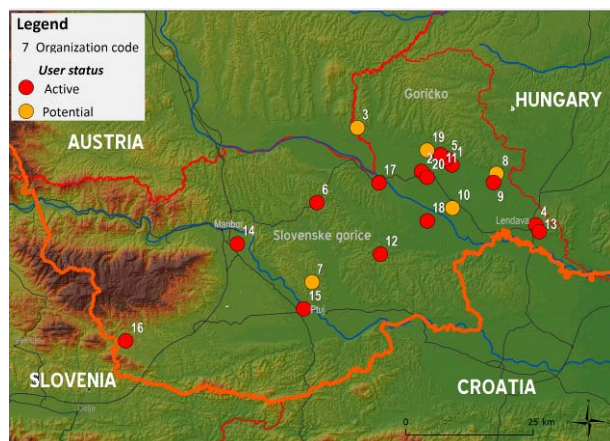 Legend
7 Organization code
User status
Active
Potential
3
Goričko
HUNGARY
AUSTRIA
19
5
1
2
11
20
8
17
9
6
10
18
4
Lendava
13
Maribor
Slovenske gorice
14
12
7
15
Ptuj
16
SLOVENIA
CROATIA
Celje
0
25 km